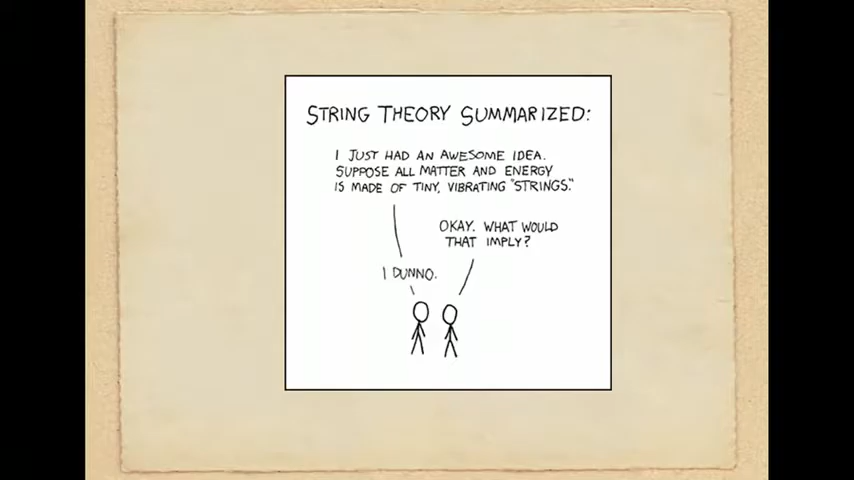 STRING THEORY SUMMARIZED:
I JUST HAD AN AWESOME IDEA.
SUPPOSE ALL MATTER AND ENERGY
IS MADE OF TINY, VIBRATING "STRINGS."
OKAY. WHAT WOULD
THAT IMPLY?
I DUNNO.